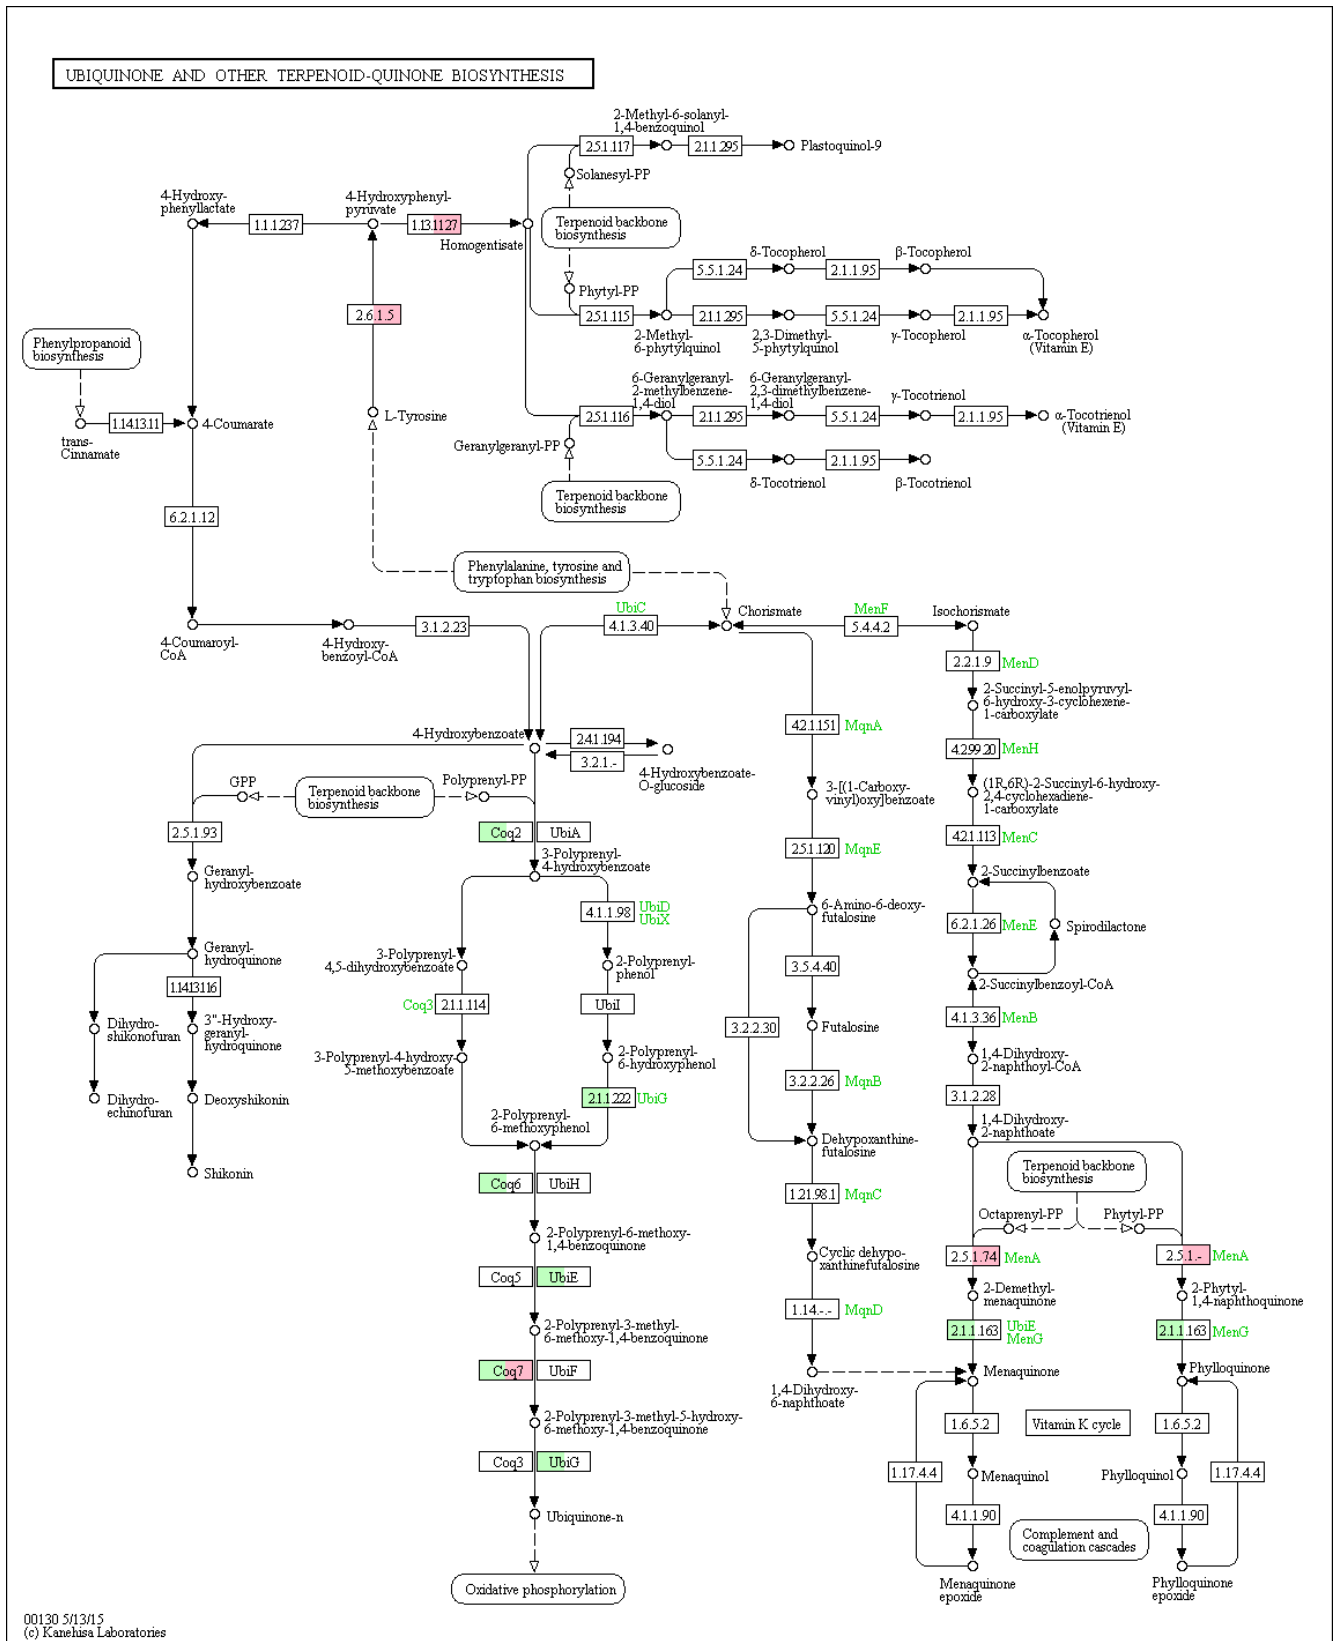 UBIQUINONE AND OTHER TERPENOID-QUINONE BIOSYNTHESIS
2-Methyl-6-solanyl-
1,4-benzoquinol
2.5.1.117
2.1.1.295
Plastoquinol-9
Solanesyl-PP
4-Hydroxy-
phenyllactate
4-Hydroxyphenyl-
pyruvate
1.1.1.237
1.13.11.27
Homogentisate
Terpenoid backbone
biosynthesis
δ-Tocopherol
β-Tocopherol
5.5.1.24
2.1.1.95
Phytyl-PP
2.6.1.5
2.5.1.115
2.1.1.295
5.5.1.24
2.1.1.95
2-Methyl-
6-phytylquinol
2,3-Dimethyl-
5-phytylquinol
γ-Tocopherol
α-Tocopherol
(Vitamin E)
Phenylpropanoid
biosynthesis
6-Geranylgeranyl-
2-methylbenzene-
1,4-diol
6-Geranylgeranyl-
2,3-dimethylbenzene-
1,4-diol
γ-Tocotrienol
1.14.13.11
trans-
Cinnamate
4-Coumarate
L-Tyrosine
2.5.1.116
2.1.1.295
5.5.1.24
2.1.1.95
α-Tocotrienol
(Vitamin E)
Geranylgeranyl-PP
5.5.1.24
2.1.1.95
δ-Tocotrienol
β-Tocotrienol
Terpenoid backbone
biosynthesis
6.2.1.12
Phenylalanine, tyrosine and
tryptophan biosynthesis
UbiC
4.1.3.40
Chorismate
MenF
5.4.4.2
Isochorismate
4-Coumaroyl-
CoA
4-Hydroxy-
benzoyl-CoA
3.1.2.23
2.2.1.9
MenD
2-Succinyl-5-enolpyruvyl-
6-hydroxy-3-cyclohexene-
1-carboxylate
4.2.1.151
MqnA
4-Hydroxybenzoate
2.4.1.194
3.2.1.-
4-Hydroxybenzoate-
O-glucoside
4.2.99.20
MenH
GPP
Terpenoid backbone
biosynthesis
Polyprenyl-PP
3-[(1-Carboxy-
vinyl)oxy]benzoate
(1R,6R)-2-Succinyl-6-hydroxy-
2,4-cyclohexadiene-
1-carboxylate
2.5.1.93
Coq2
UbiA
2.5.1.120
MqnE
4.2.1.113
MenC
3-Polyprenyl-
4-hydroxybenzoate
2-Succinylbenzoate
Geranyl-
hydroxybenzoate
4.1.1.98
UbiD
UbiX
6-Amino-6-deoxy-
futalosine
6.2.1.26
MenE
Spirodilactone
Geranyl-
hydroquinone
3-Polyprenyl-
4,5-dihydroxybenzoate
2-Polyprenyl-
phenol
3.5.4.40
2-Succinylbenzoyl-CoA
1.14.13.116
Coq3
2.1.1.114
UbiI
3.2.2.30
Futalosine
4.1.3.36
MenB
Dihydro-
shikonofuran
3"-Hydroxy-
geranyl-
hydroquinone
3-Polyprenyl-4-hydroxy-
5-methoxybenzoate
2-Polyprenyl-
6-hydroxyphenol
1,4-Dihydroxy-
2-naphthoyl-CoA
3.2.2.26
MqnB
3.1.2.28
Dihydro-
echinofuran
Deoxyshikonin
2.1.1.222
UbiG
2-Polyprenyl-
6-methoxyphenol
1,4-Dihydroxy-
2-naphthoate
Dehypoxanthine-
futalosine
Shikonin
Coq6
UbiH
1.21.98.1
MqnC
Terpenoid backbone
biosynthesis
Octaprenyl-PP
Phytyl-PP
2-Polyprenyl-6-methoxy-
1,4-benzoquinone
Cyclic dehypo-
xanthinefutalosine
2.5.1.74
MenA
2.5.1.-
MenA
Coq5
UbiE
2-Demethyl-
menaquinone
2-Phytyl-
1,4-naphthoquinone
1.14.-.-
MqnD
2-Polyprenyl-3-methyl-
6-methoxy-1,4-benzoquinone
2.1.1.163
UbiE
MenG
2.1.1.163
MenG
Coq7
UbiF
Menaquinone
Phylloquinone
1,4-Dihydroxy-
6-naphthoate
2-Polyprenyl-3-methyl-5-hydroxy-
6-methoxy-1,4-benzoquinone
1.6.5.2
Vitamin K cycle
1.6.5.2
Coq3
UbiG
1.17.4.4
Menaquinol
Phylloquinol
1.17.4.4
Ubiquinone-n
4.1.1.90
4.1.1.90
Complement and
coagulation cascades
Oxidative phosphorylation
Menaquinone
epoxide
Phylloquinone
epoxide
00130 5/13/15
(c) Kanehisa Laboratories